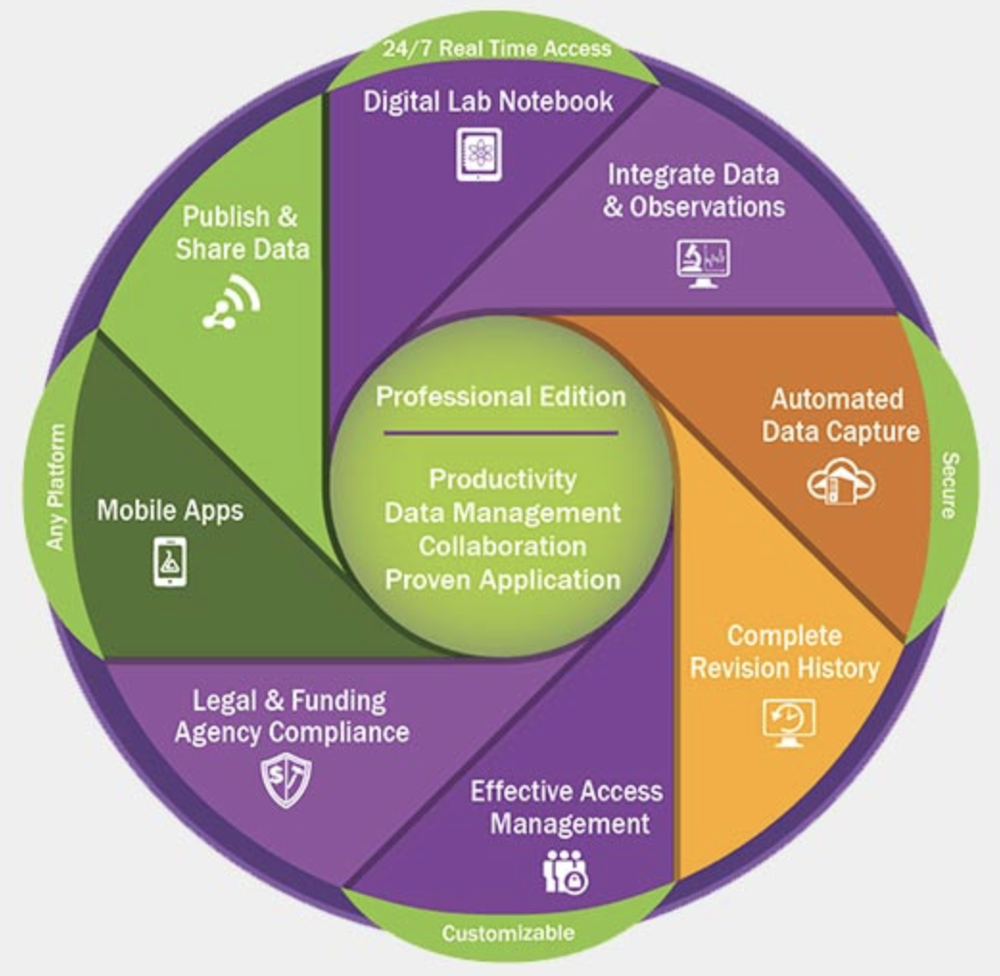 24/7 Real Time Access
Digital Lab Notebook
Integrate Data
& Observations
Automated
Data Capture
Secure
Complete
Revision History
Effective Access
Management
Customizable
Legal & Funding
Agency Compliance
Mobile Apps
Any Platform
Publish &
Share Data
Professional Edition
Productivity
Data Management
Collaboration
Proven Application